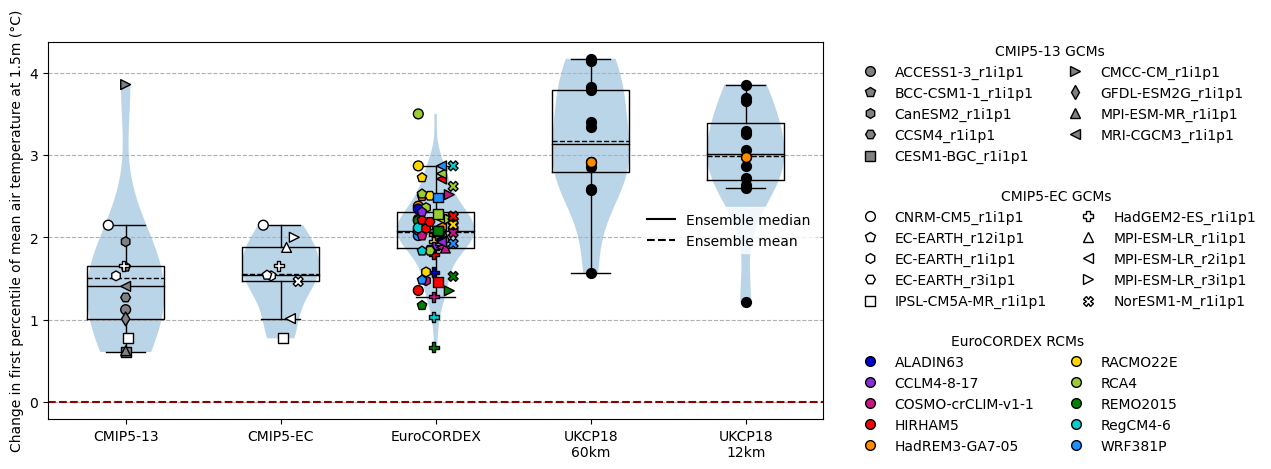 Change in first percentile of mean air temperature at 1.5m (°C)
4
3
2
1
0
CMIP5-13
CMIP5-EC
EuroCORDEX
UKCP18
60km
UKCP18
12km
Ensemble median
Ensemble mean
CMIP5-13 GCMs
ACCESS1-3_r1i1p1
BCC-CSM1-1_r1i1p1
CanESM2_r1i1p1
CCSM4_r1i1p1
CESM1-BGC_r1i1p1
CMCC-CM_r1i1p1
GFDL-ESM2G_r1i1p1
MPI-ESM-MR_r1i1p1
MRI-CGCM3_r1i1p1
CMIP5-EC GCMs
CNRM-CM5_r1i1p1
EC-EARTH_r12i1p1
EC-EARTH_r1i1p1
EC-EARTH_r3i1p1
IPSL-CM5A-MR_r1i1p1
HadGEM2-ES_r1i1p1
MPI-ESM-LR_r1i1p1
MPI-ESM-LR_r2i1p1
MPI-ESM-LR_r3i1p1
NorESM1-M_r1i1p1
EuroCORDEX RCMs
ALADIN63
CCLM4-8-17
COSMO-crCLIM-v1-1
HIRHAM5
HadREM3-GA7-05
RACMO22E
RCA4
REMO2015
RegCM4-6
WRF381P